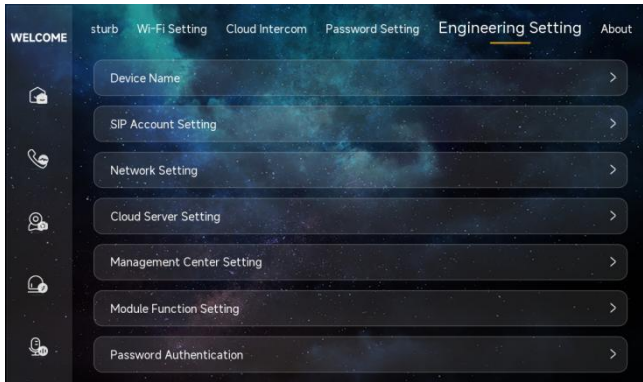 WELCOME
sturb Wi-Fi Setting Cloud Intercom Password Setting Engineering Setting About
Device Name
SIP Account Setting
Network Setting
Cloud Server Setting
Management Center Setting
Module Function Setting
Password Authentication